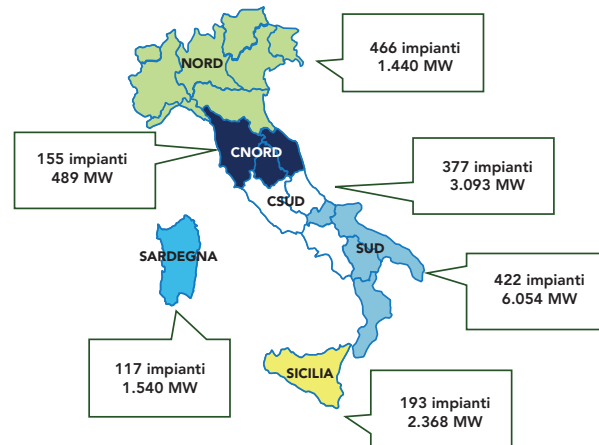 466 impianti
1.440 MW
NORD
155 impianti
489 MW
CNORD
377 impianti
3.093 MW
CSUD
SUD
SARDEGNA
422 impianti
6.054 MW
117 impianti
1.540 MW
SICILIA
193 impianti
2.368 MW